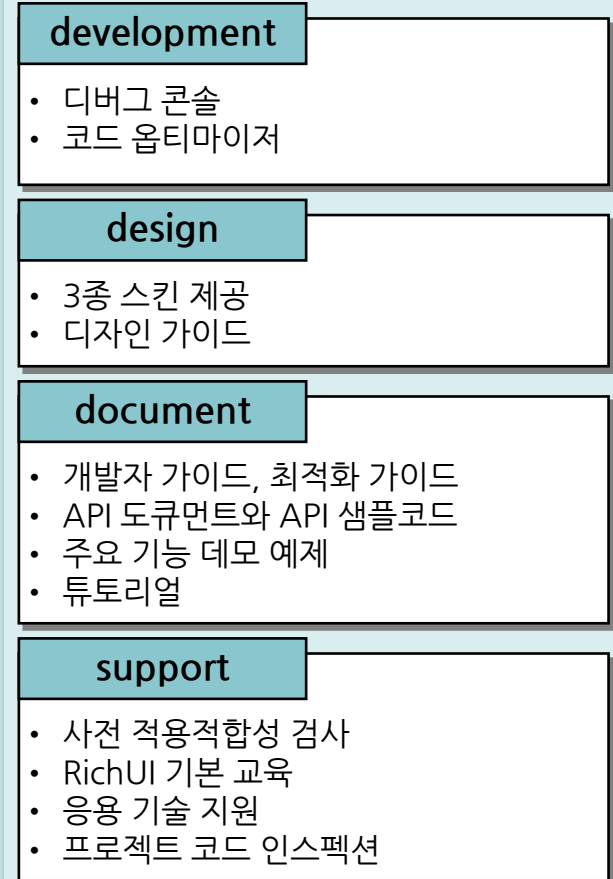 development
• 디버그 콘솔
• 코드 옵티마이저
design
• 3종 스킨 제공
• 디자인 가이드
document
• 개발자 가이드, 최적화 가이드
• API 도큐먼트와 API 샘플코드
• 주요 기능 데모 예제
• 튜토리얼
support
• 사전 적용적합성 검사
• RichUI 기본 교육
• 응용 기술 지원
• 프로젝트 코드 인스펙션